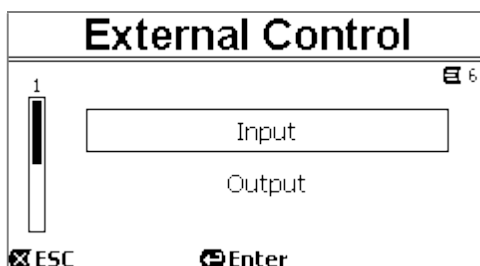 External Control
6
1
Input
Output
ESC Enter